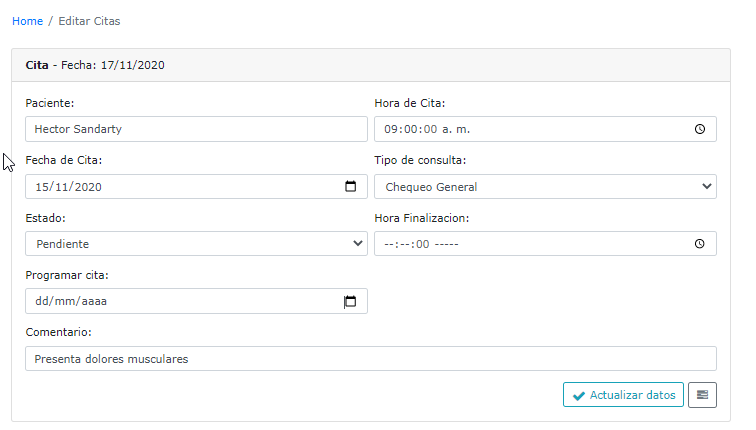 Home / Editar Citas
Cita - Fecha: 17/11/2020
Paciente: Hora de Cita:
Hector Sandarty 09:00:00 a. m.
Fecha de Cita: Tipo de consulta:
15/11/2020 Chequeo General
Estado: Hora Finalizacion:
Pendiente --:--:00 -----
Programar cita:
dd/mm/aaaa
Comentario:
Presenta dolores musculares
Actualizar datos